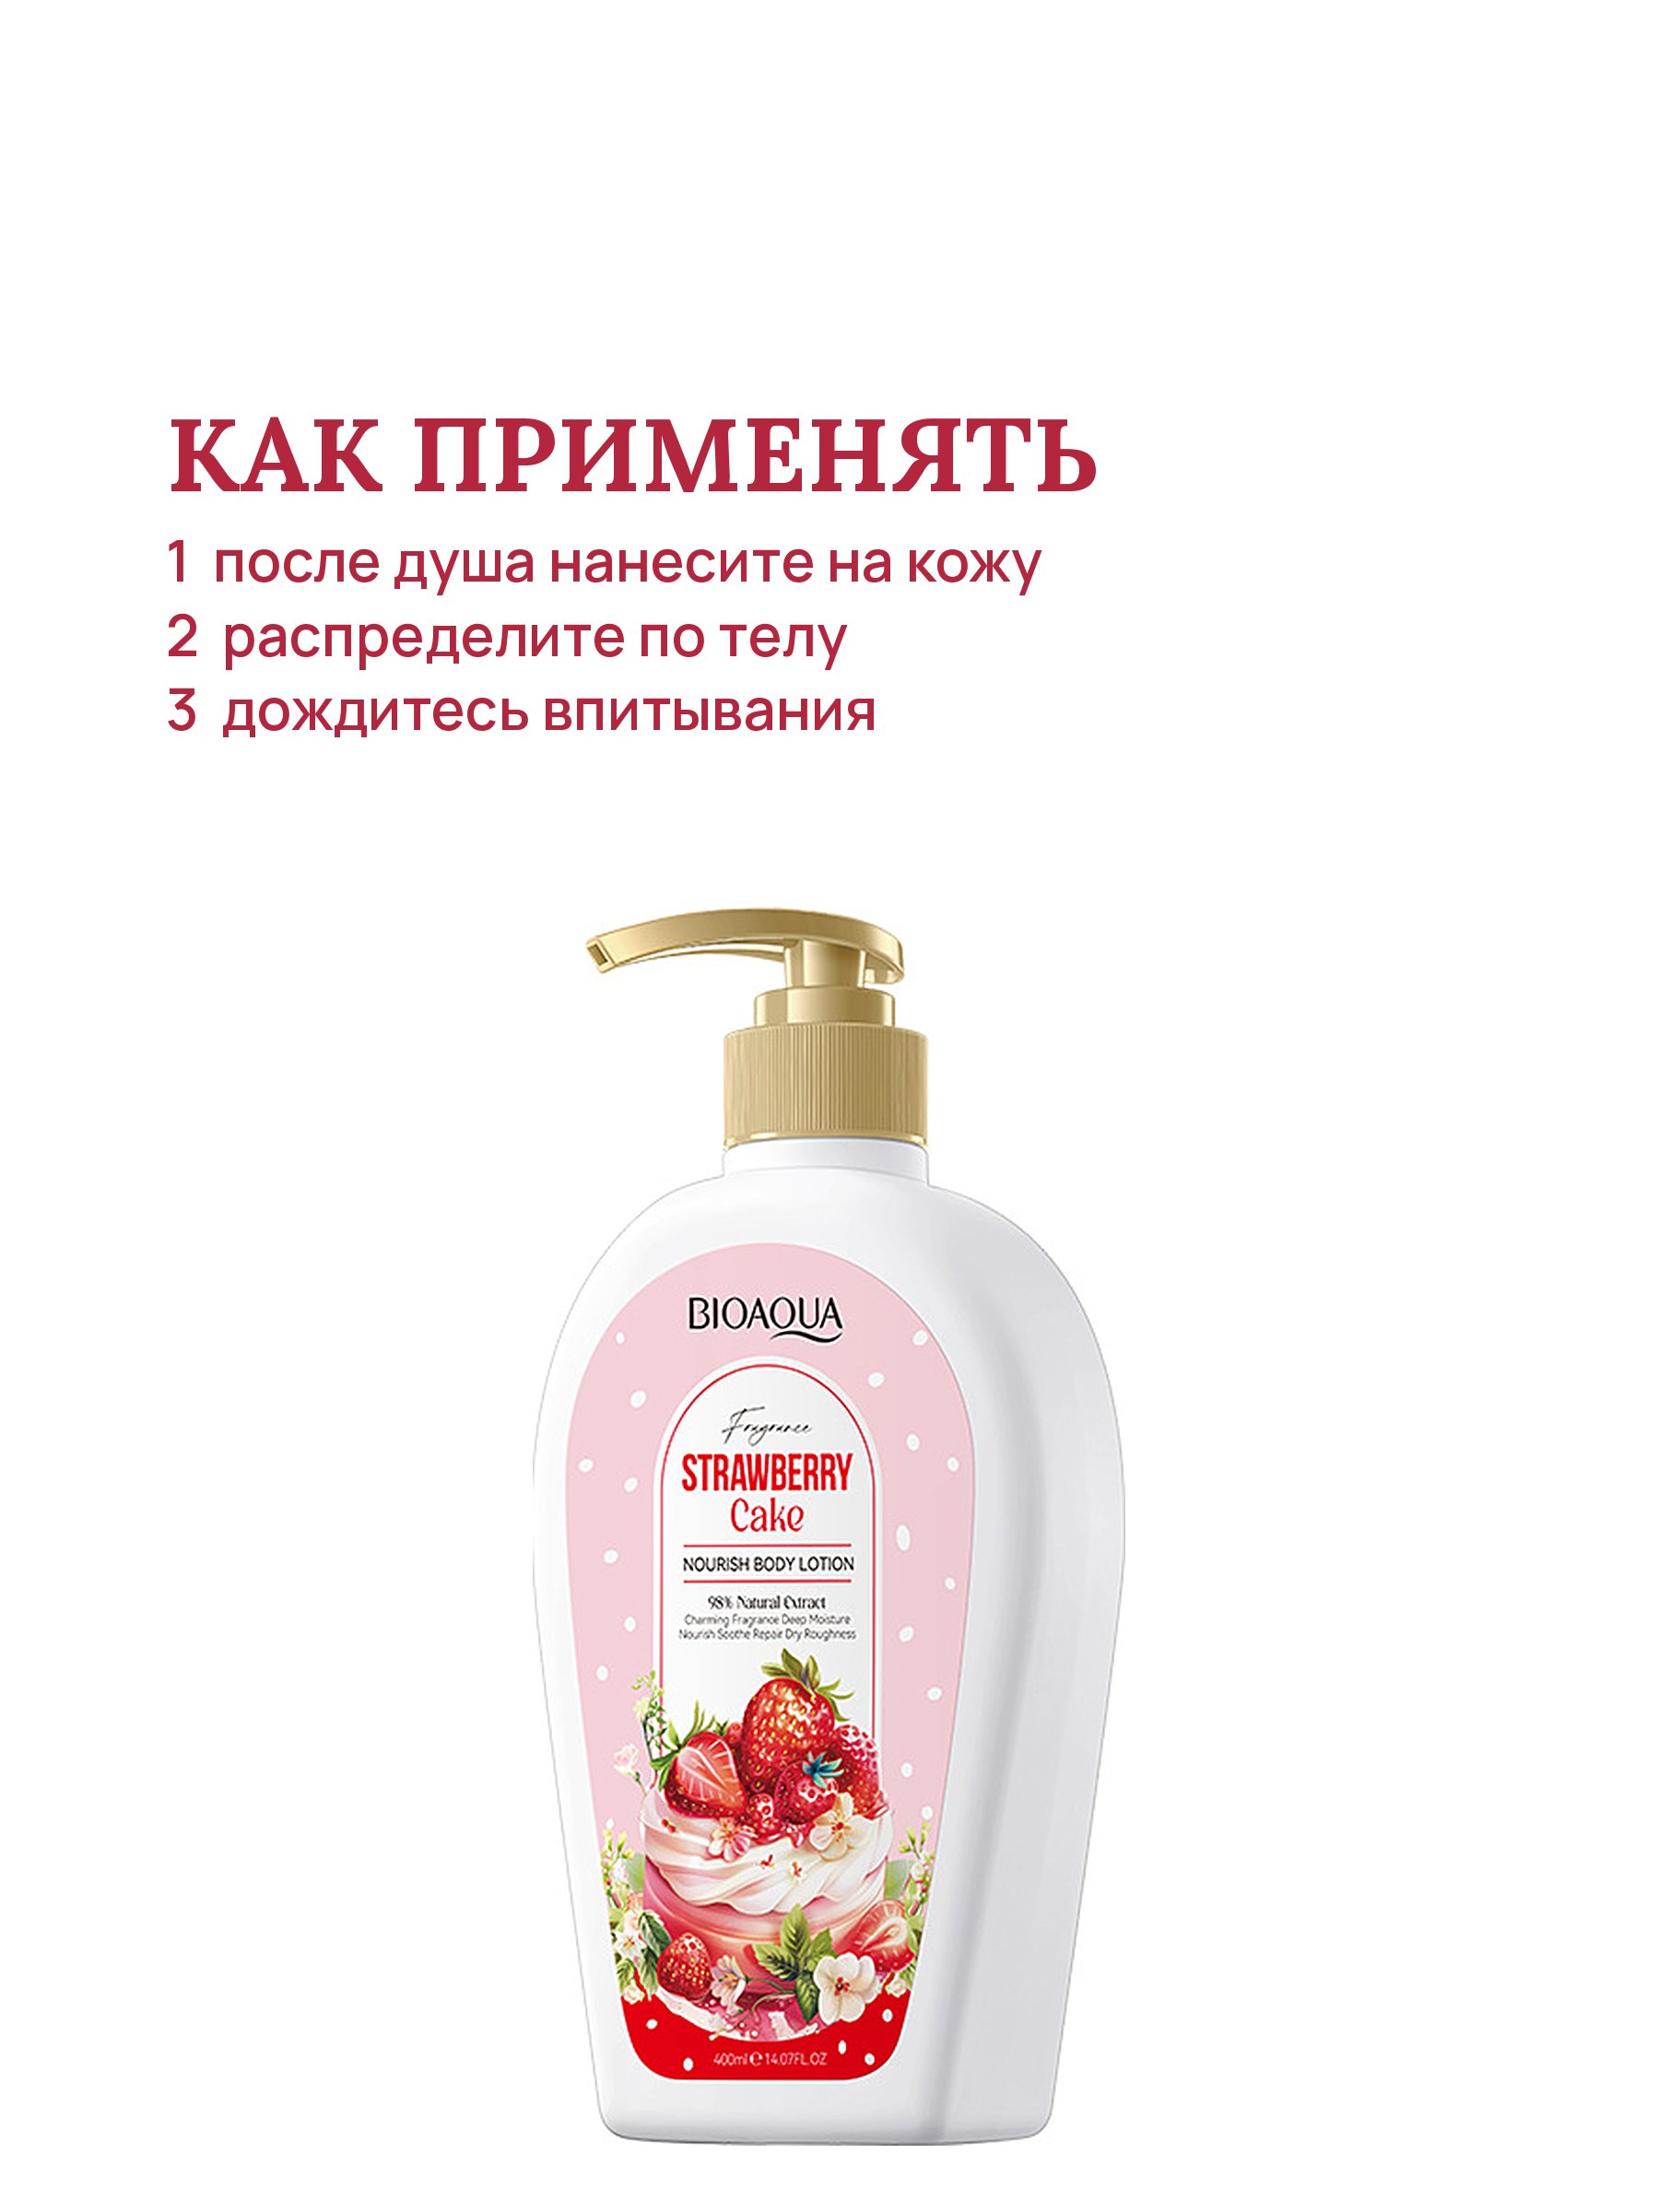 КАК ПРИМЕНЯТЬ
1 после душа нанесите на кожу
2 распределите по телу
3 дождитесь впитывания
BIOAQUA
Fragrance
STRAWBERRY
Cake
NOURISH BODY LOTION
98% Natural Extract
Charming Fragrance Deep Moisture
Nourish Soothe Repair Dry Roughness
400ml ℮ 14.07FL.OZ